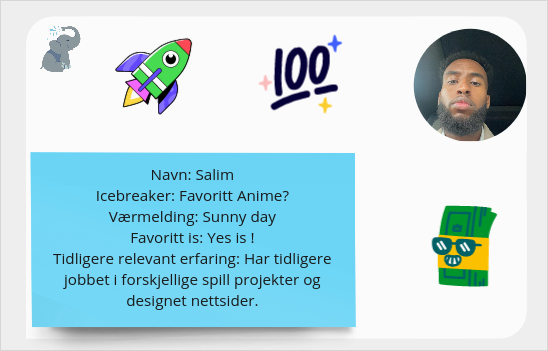 100
Navn: Salim
Icebreaker: Favoritt Anime?
Værmelding: Sunny day
Favoritt is: Yes is !
Tidligere relevant erfaring: Har tidligere
jobbet i forskjellige spill projekter og
designet nettsider.